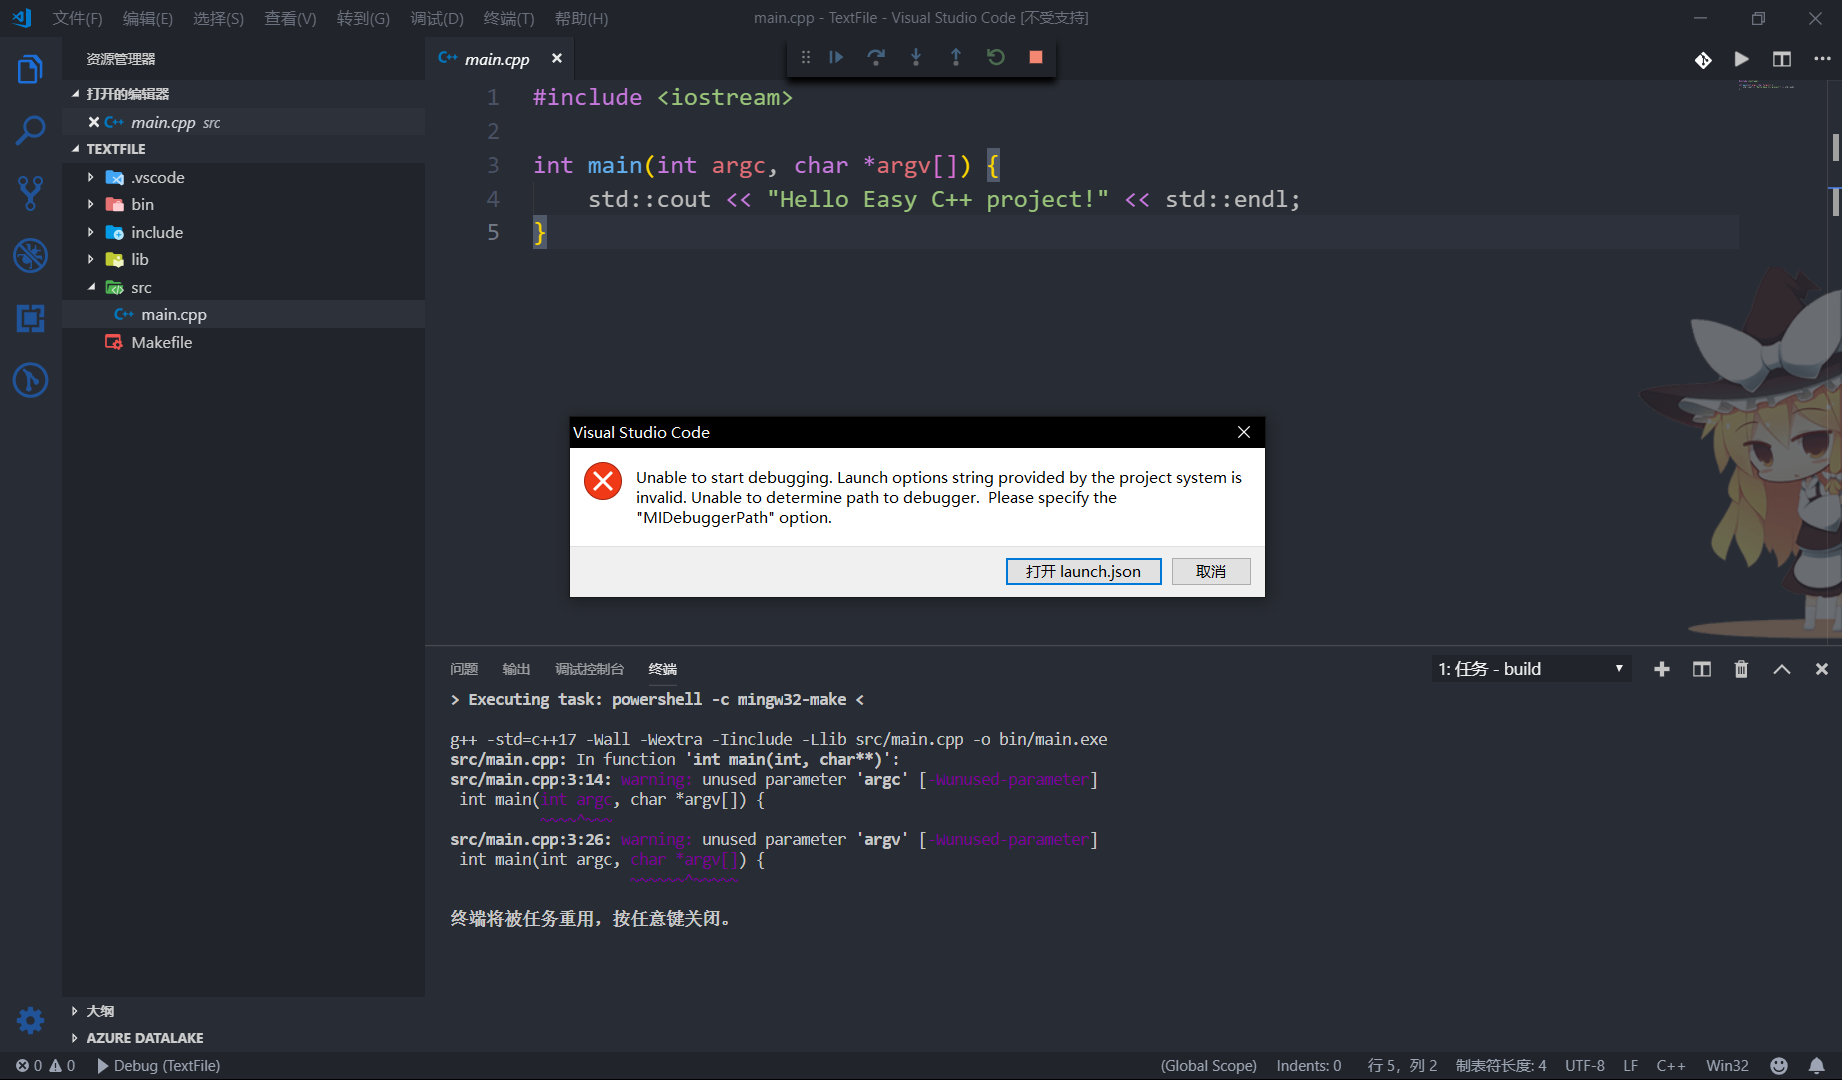 文件(F) 编辑(E) 选择(S) 查看(V) 转到(G) 调试(D) 终端(T) 帮助(H) main.cpp - TextFile - Visual Studio Code [不受支持]
资源管理器
打开的编辑器
C++ main.cpp src
TEXTFILE
.vscode
bin
include
lib
src
C++ main.cpp
Makefile
大纲
AZURE DATALAKE
C++ main.cpp
1 #include <iostream>
2
3 int main(int argc, char *argv[]) {
4 std::cout << "Hello Easy C++ project!" << std::endl;
5 }
Visual Studio Code
Unable to start debugging. Launch options string provided by the project system is
invalid. Unable to determine path to debugger.  Please specify the
"MIDebuggerPath" option.
打开 launch.json 取消
问题 输出 调试控制台 终端 1: 任务 - build
> Executing task: powershell -c mingw32-make <
g++ -std=c++17 -Wall -Wextra -Iinclude -Llib src/main.cpp -o bin/main.exe
src/main.cpp: In function 'int main(int, char**)':
src/main.cpp:3:14: warning: unused parameter 'argc' [-Wunused-parameter]
int main(int argc, char *argv[]) {
~~~~^~~~
src/main.cpp:3:26: warning: unused parameter 'argv' [-Wunused-parameter]
int main(int argc, char *argv[]) {
~~~~~~^~~~~
终端将被任务重用，按任意键关闭。
0 0 Debug (TextFile) (Global Scope) Indents: 0 行 5，列 2 制表符长度: 4 UTF-8 LF C++ Win32